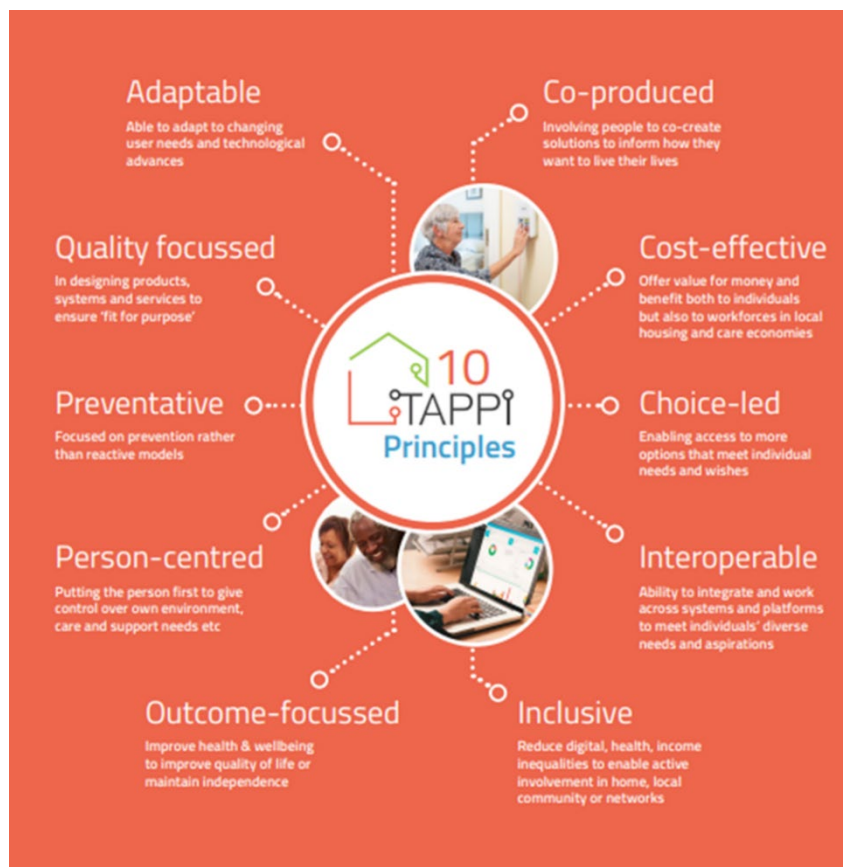 Adaptable
Able to adapt to changing
user needs and technological
advances
Co-produced
Involving people to co-create
solutions to inform how they
want to live their lives
Quality focussed
In designing products,
systems and services to
ensure ‘fit for purpose’
Cost-effective
Offer value for money and
benefit both to individuals
but also to workforces in local
housing and care economies
10
TAPPi
Principles
Preventative
Focused on prevention rather
than reactive models
Choice-led
Enabling access to more
options that meet individual
needs and wishes
Person-centred
Putting the person first to give
control over own environment,
care and support needs etc
Interoperable
Ability to integrate and work
across systems and platforms
to meet individuals’ diverse
needs and aspirations
Outcome-focussed
Improve health & wellbeing
to improve quality of life or
maintain independence
Inclusive
Reduce digital, health, income
inequalities to enable active
involvement in home, local
community or networks